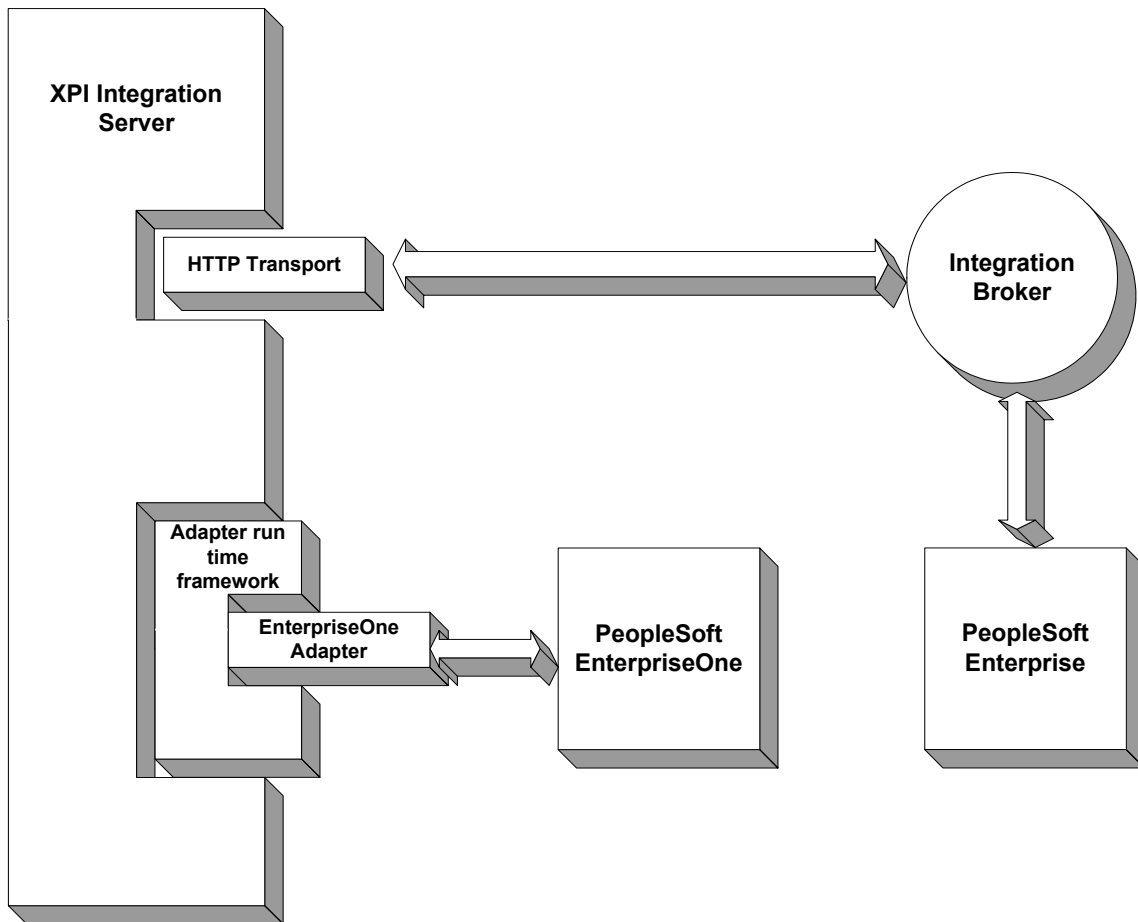 XPI Integration
Server
HTTP Transport
Integration
Broker
Adapter run
time
framework
EnterpriseOne
Adapter
PeopleSoft
EnterpriseOne
PeopleSoft
Enterprise